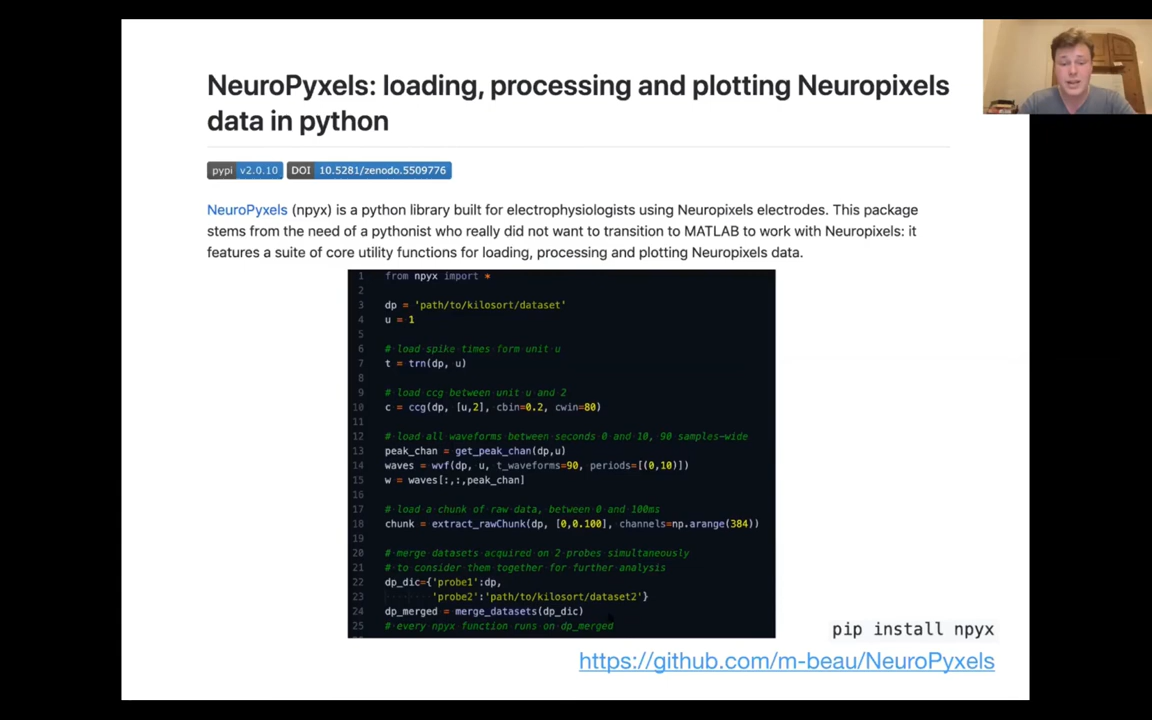 NeuroPyxels: loading, processing and plotting Neuropixels
data in python
pypi v2.0.10 DOI 10.5281/zenodo.5509776
NeuroPyxels (npyx) is a python library built for electrophysiologists using Neuropixels electrodes. This package
stems from the need of a pythonist who really did not want to transition to MATLAB to work with Neuropixels: it
features a suite of core utility functions for loading, processing and plotting Neuropixels data.
1 from npyx import *
2
3 dp = 'path/to/kilosort/dataset'
4 u = 1
5
6 # load spike times form unit u
7 t = trn(dp, u)
8
9 # load ccg between unit u and 2
10 c = ccg(dp, [u,2], cbin=0.2, cwin=80)
11
12 # load all waveforms between seconds 0 and 10, 90 samples-wide
13 peak_chan = get_peak_chan(dp,u)
14 waves = wvf(dp, u, t_waveforms=90, periods=[(0,10)])
15 w = waves[:,:,peak_chan]
16
17 # load a chunk of raw data, between 0 and 100ms
18 chunk = extract_rawChunk(dp, [0,0.100], channels=np.arange(384))
19
20 # merge datasets acquired on 2 probes simultaneously
21 # to consider them together for further analysis
22 dp_dic={'probe1':dp,
23 'probe2':'path/to/kilosort/dataset2'}
24 dp_merged = merge_datasets(dp_dic)
25 # every npyx function runs on dp_merged
pip install npyx
https://github.com/m-beau/NeuroPyxels